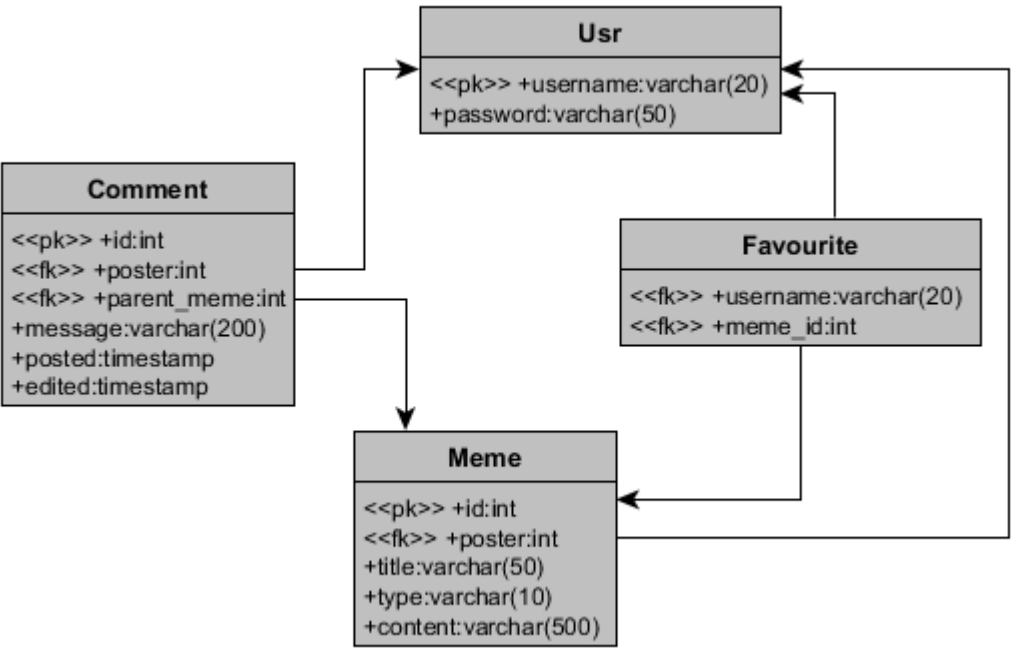 Usr
<<pk>> +username:varchar(20)
+password:varchar(50)
Comment
<<pk>> +id:int
<<fk>> +poster:int
<<fk>> +parent_meme:int
+message:varchar(200)
+posted:timestamp
+edited:timestamp
Favourite
<<fk>> +username:varchar(20)
<<fk>> +meme_id:int
Meme
<<pk>> +id:int
<<fk>> +poster:int
+title:varchar(50)
+type:varchar(10)
+content:varchar(500)